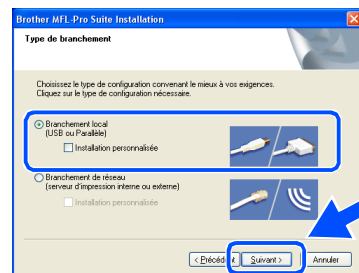 Brother MFL-Pro Suite Installation
Type de branchement
Choisissez le type de configuration convenant le mieux à vos exigences.
Cliquez sur le type de configuration nécessaire.
Branchement local
(USB ou Parallèle)
Installation personnalisée
Branchement de réseau
(serveur d'impression interne ou externe)
Installation personnalisée
< Précédent Suivant > Annuler